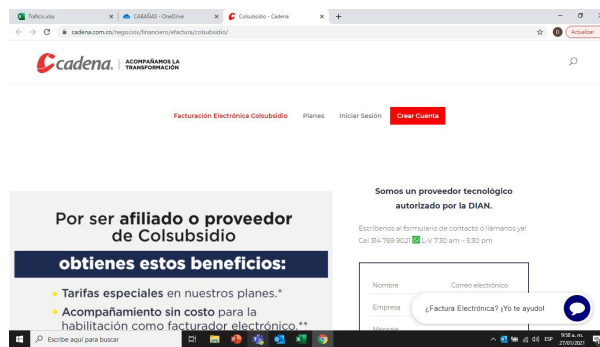 Trafico.xlsx
CABAÑAS - OneDrive
Colsubsidio - Cadena
cadena.com.co/negocios/financiero/efactura/colsubsidio/
Actualizar
cadena. ACOMPAÑAMOS LA TRANSFORMACIÓN
Facturación Electrónica Colsubsidio Planes Iniciar Sesión Crear Cuenta
Por ser afiliado o proveedor
de Colsubsidio
obtienes estos beneficios:
• Tarifas especiales en nuestros planes.*
• Acompañamiento sin costo para la
habilitación como facturador electrónico.**
Somos un proveedor tecnológico
autorizado por la DIAN.
Escríbenos al formulario de contacto o llámanos ya!
Cel 314 769 9021 L-V 7:30 am – 5:30 pm
Nombre Correo electrónico
Empresa
Mensaje
¿Factura Electrónica? ¡Yo te ayudo!
Escribe aquí para buscar
ESP
9:58 a. m.
27/01/2021